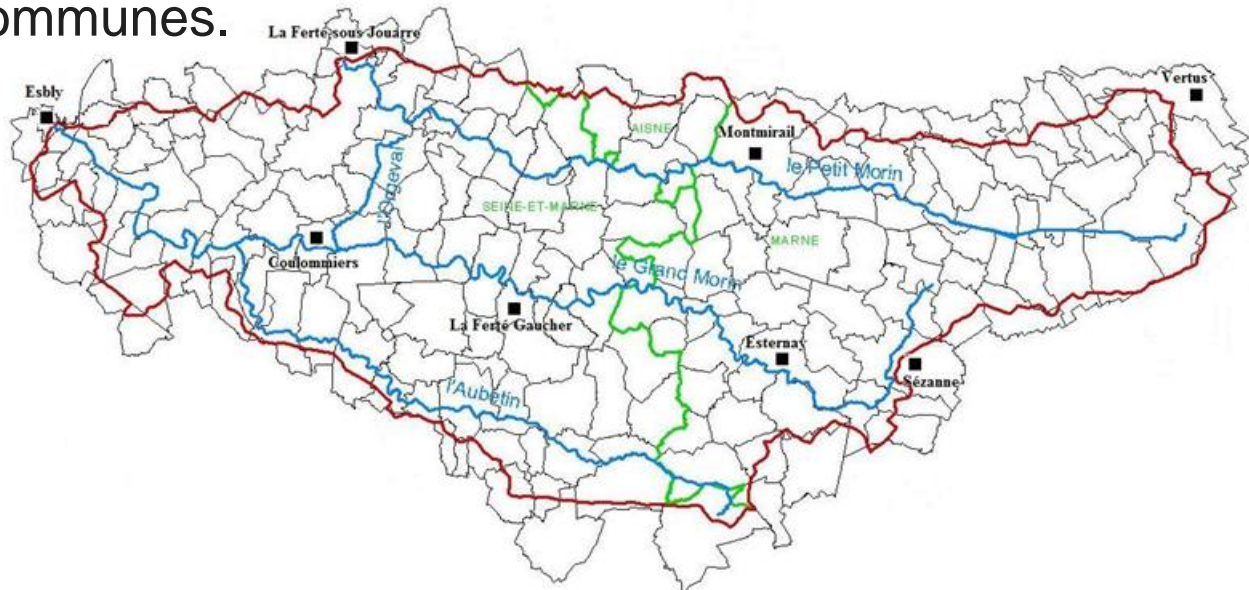 ommunes.
La Ferté sous Jouarre
Esbly
Vertus
AISNE
Montmirail
le Petit Morin
l'Orgeval
SEINE-ET-MARNE
MARNE
Coulommiers
le Grand Morin
La Ferté Gaucher
Esternay
Sézanne
l'Aubetin